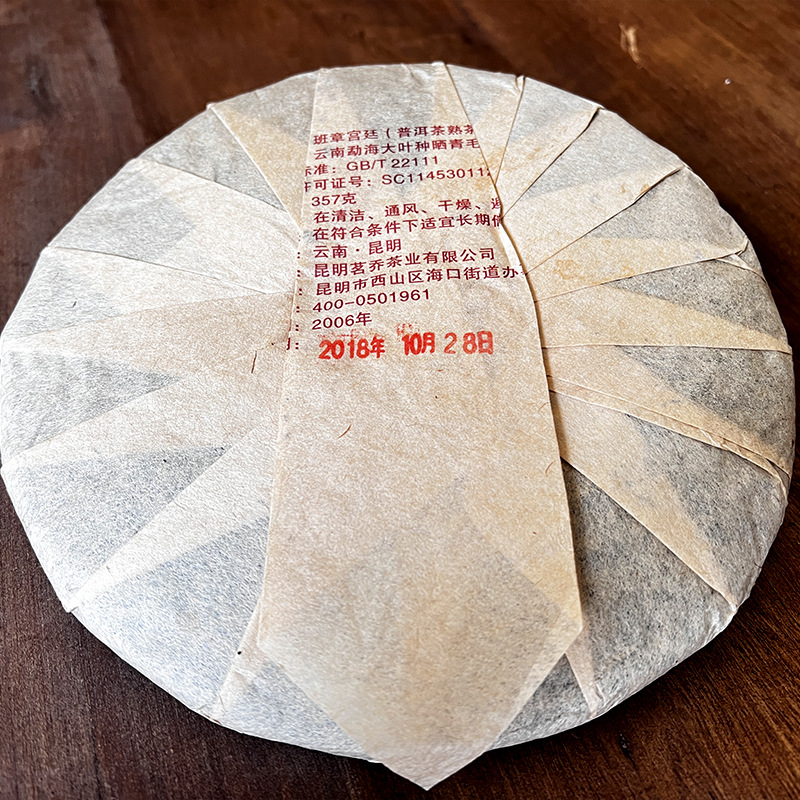 班章宫廷（普洱茶熟茶
云南勐海大叶种晒青毛
标准：GB/T 22111
许可证号：SC11453011
357克
在清洁、通风、干燥、避
在符合条件下适宜长期
：云南·昆明
：昆明茗乔茶业有限公司
：昆明市西山区海口街道办
：400-0501961
：2006年
：2018年 10月 28日